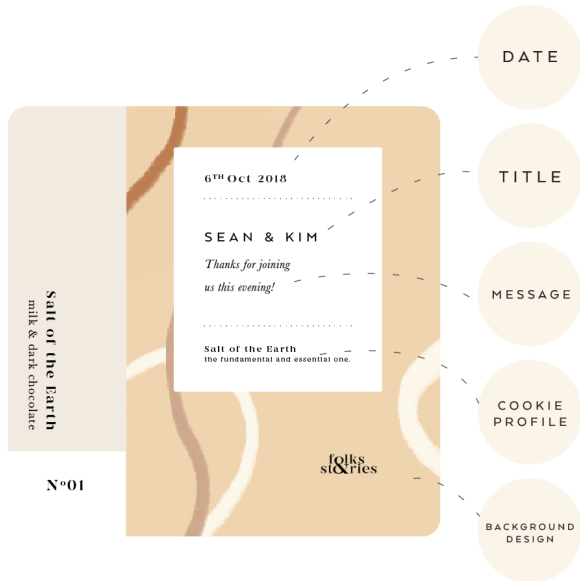 DATE
6TH Oct 2018
TITLE
SEAN & KIM
Thanks for joining
us this evening!
MESSAGE
Salt of the Earth
the fundamental and essential one.
COOKIE
PROFILE
Salt of the Earth
milk & dark chocolate
Nº01
folks
st&ries
BACKGROUND
DESIGN